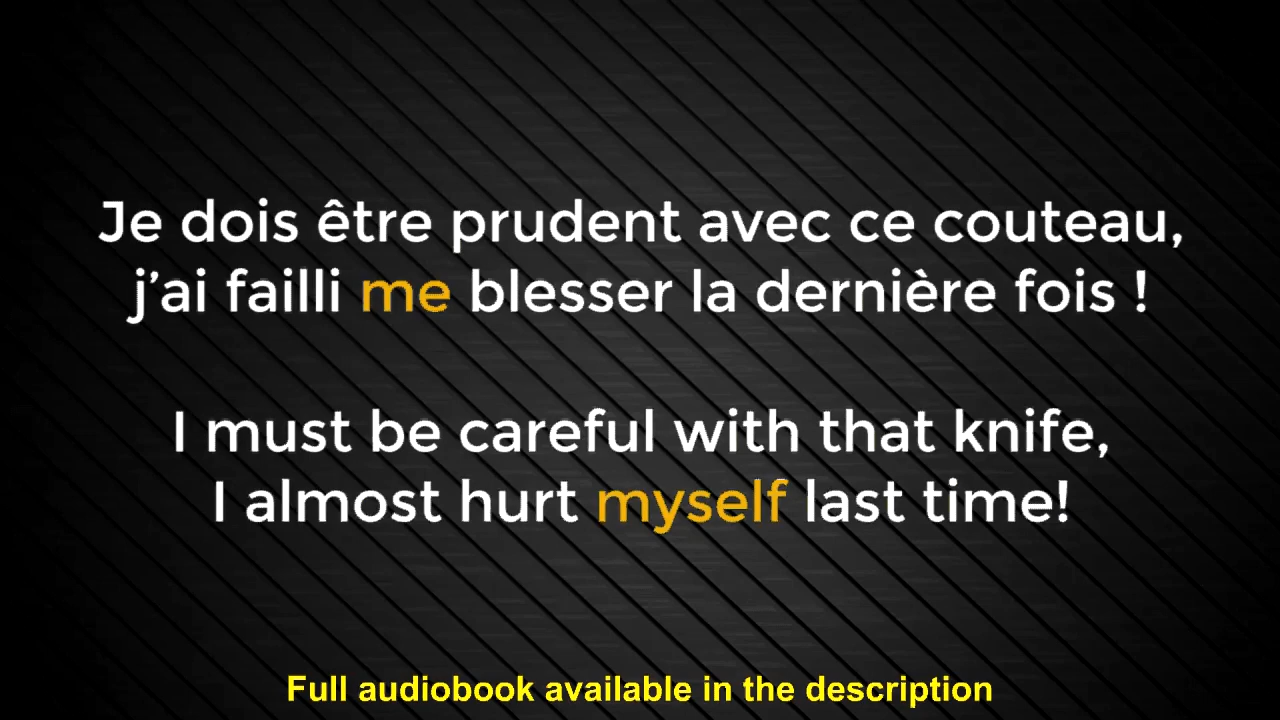 Je dois être prudent avec ce couteau,
j’ai failli me blesser la dernière fois !
I must be careful with that knife,
I almost hurt myself last time!
Full audiobook available in the description